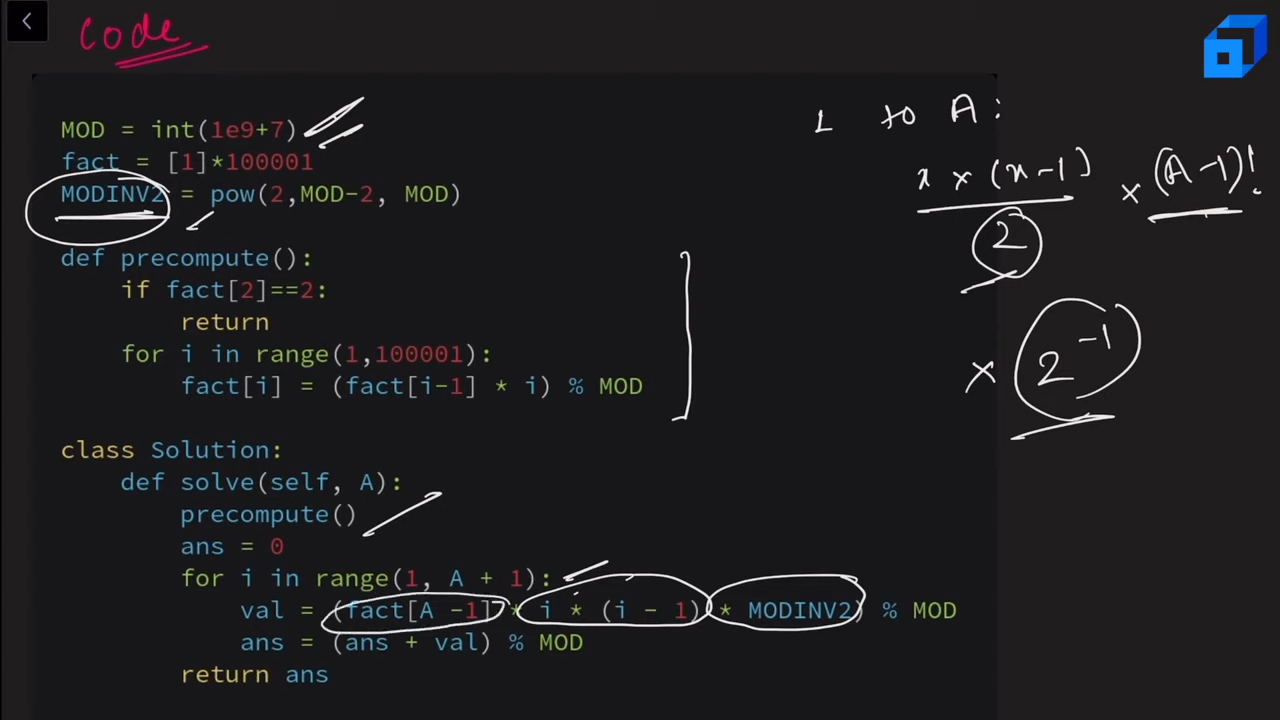 Code
MOD = int(1e9+7)
fact = [1]*100001
MODINV2 = pow(2,MOD-2, MOD)
def precompute():
if fact[2]==2:
return
for i in range(1,100001):
fact[i] = (fact[i-1] * i) % MOD
class Solution:
def solve(self, A):
precompute()
ans = 0
for i in range(1, A + 1):
val = (fact[A -1] * i * (i - 1) * MODINV2) % MOD
ans = (ans + val) % MOD
return ans
1 to A:
x × (x-1) × (A-1)!
2
× 2^-1